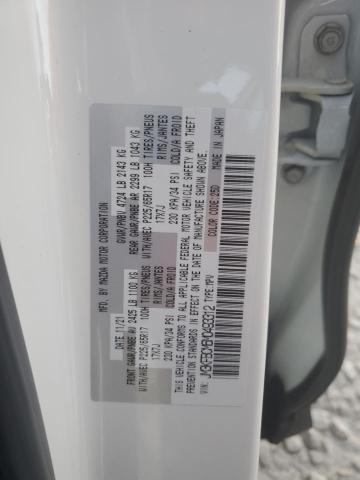 MFD. BY MAZDA MOTOR CORPORATION
DATE: 11/21 GVWR/PNBV 4724 LB 2143 KG
FRONT GAWR/PNBE AV 2425 LB 1100 KG REAR GAWR/PNBE AR 2299 LB 1043 KG
WITH/AVEC P225/65R17 100H TIRES/PNEUS WITH/AVEC P225/65R17 100H TIRES/PNEUS
17X7J RIMS/JANTES 17X7J RIMS/JANTES
230 KPA/34 PSI COLD/A FROID 230 KPA/34 PSI COLD/A FROID
THIS VEHICLE CONFORMS TO ALL APPLICABLE FEDERAL MOTOR VEHICLE SAFETY, BUMPER,
AND THEFT PREVENTION STANDARDS IN EFFECT ON THE DATE OF MANUFACTURE SHOWN ABOVE.
MADE IN JAPAN
VIN: TYPE: MPV COLOR CODE: 25D